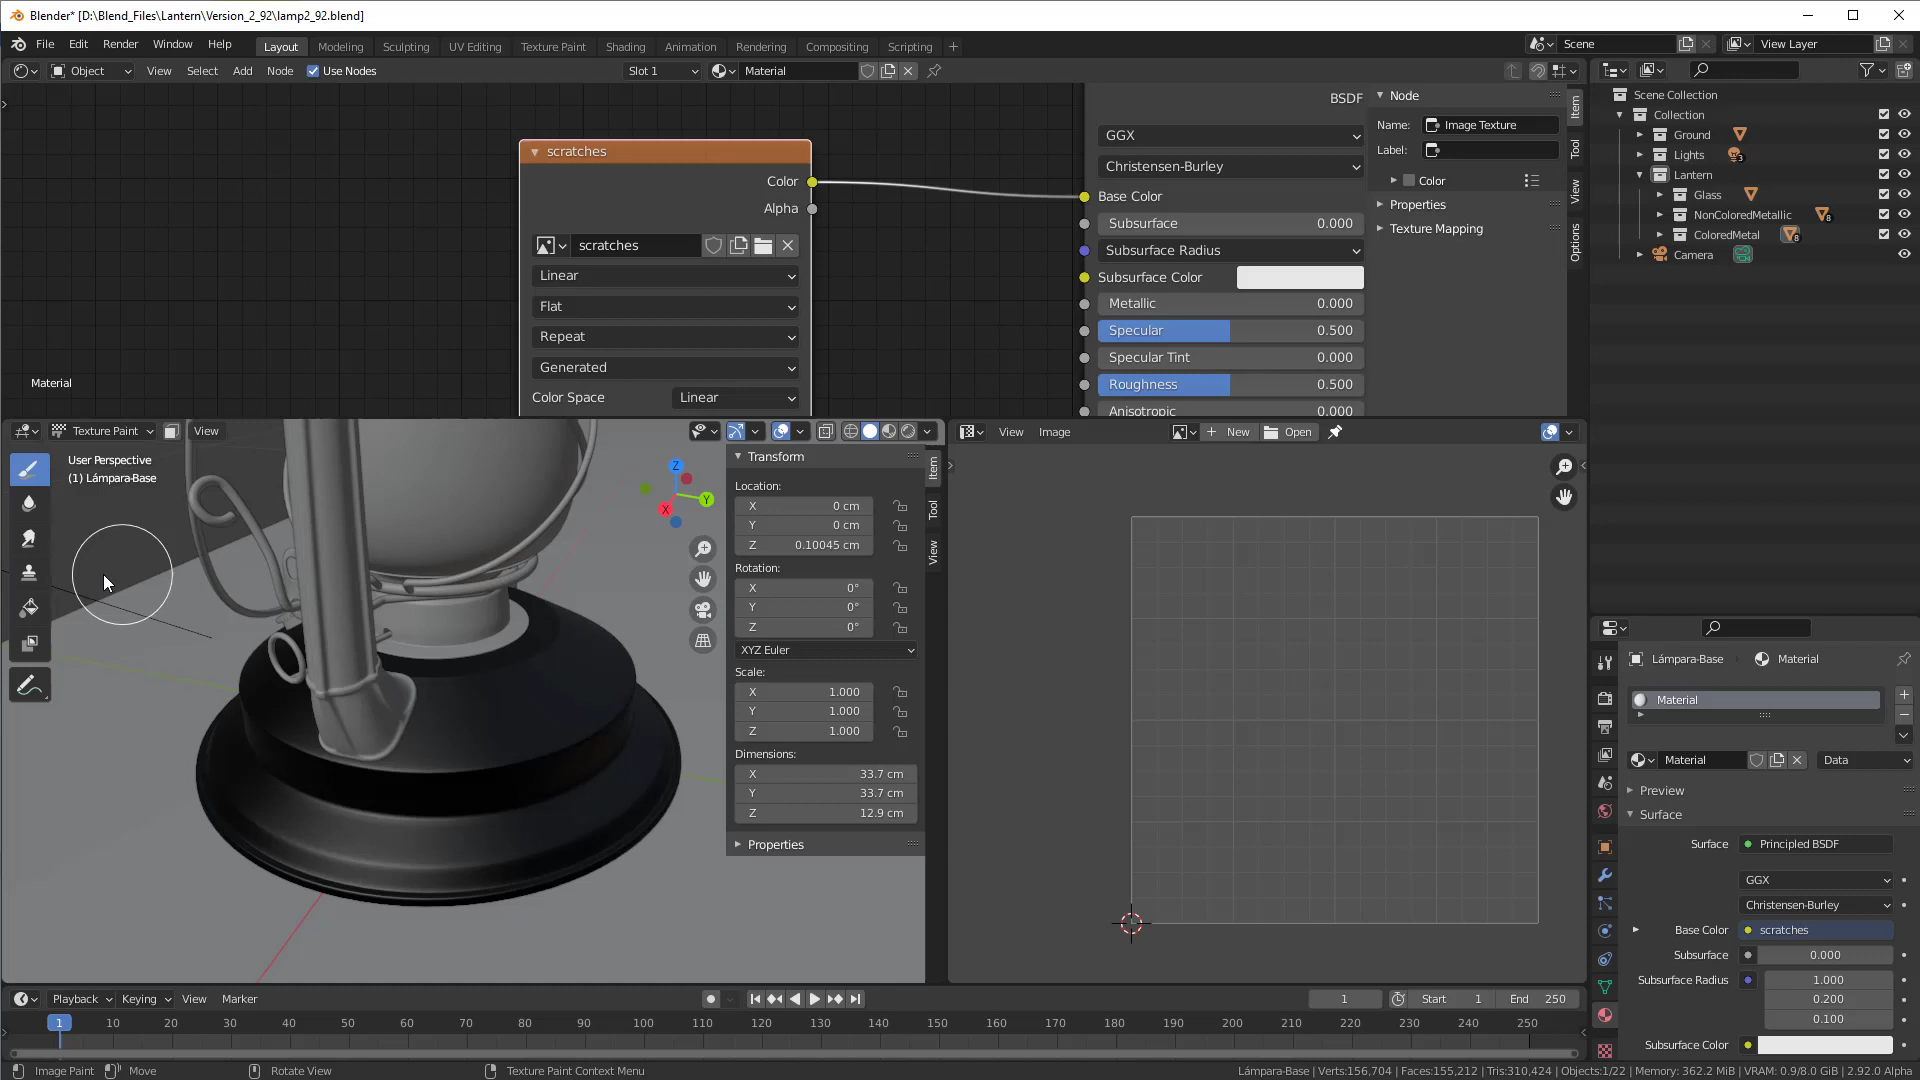 Blender* [D:\Blend_Files\Lantern\Version_2_92\lamp2_92.blend]
File Edit Render Window Help Layout Modeling Sculpting UV Editing Texture Paint Shading Animation Rendering Compositing Scripting + Scene View Layer
Object View Select Add Node Use Nodes Slot 1 Material
BSDF
GGX
Christensen-Burley
Base Color
Subsurface 0.000
Subsurface Radius
Subsurface Color
Metallic 0.000
Specular 0.500
Specular Tint 0.000
Roughness 0.500
Anisotropic 0.000
scratches
Color
Alpha
scratches
Linear
Flat
Repeat
Generated
Color Space Linear
Material
Node
Name: Image Texture
Label:
Color
Properties
Texture Mapping
Item
Tool
View
Options
Scene Collection
Collection
Ground
Lights 3
Lantern
Glass
NonColoredMetallic 8
ColoredMetal 8
Camera
Texture Paint View
User Perspective
(1) Lámpara-Base
Z
Y
X
Transform
Location:
X 0 cm
Y 0 cm
Z 0.10045 cm
Rotation:
X 0°
Y 0°
Z 0°
XYZ Euler
Scale:
X 1.000
Y 1.000
Z 1.000
Dimensions:
X 33.7 cm
Y 33.7 cm
Z 12.9 cm
Properties
Item
Tool
View
View Image + New Open
Lámpara-Base Material
Material
Material Data
Preview
Surface
Surface Principled BSDF
GGX
Christensen-Burley
Base Color scratches
Subsurface 0.000
Subsurface Radius 1.000
0.200
0.100
Subsurface Color
Playback Keying View Marker 1 Start 1 End 250
1 10 20 30 40 50 60 70 80 90 100 110 120 130 140 150 160 170 180 190 200 210 220 230 240 250
Image Paint Move Rotate View Texture Paint Context Menu Lámpara-Base | Verts:156,704 | Faces:155,212 | Tris:310,424 | Objects:1/22 | Memory: 362.2 MiB | VRAM: 0.9/8.0 GiB | 2.92.0 Alpha